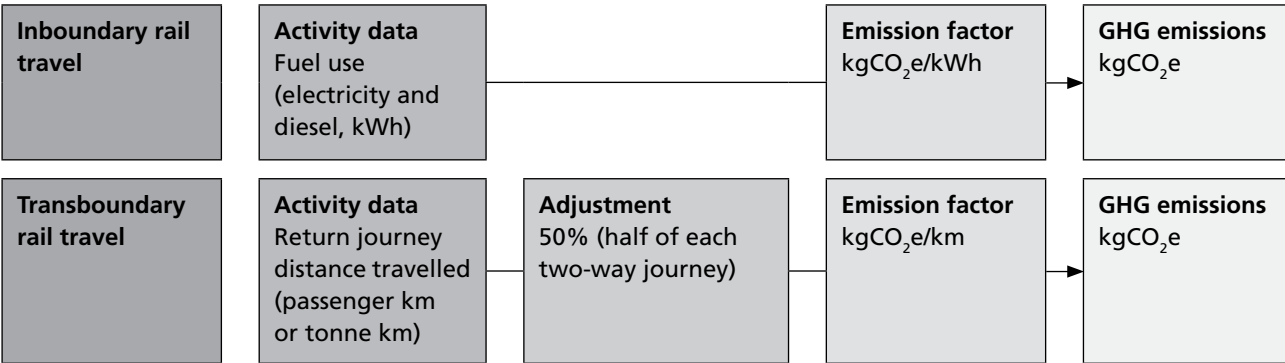 Inboundary rail
travel
Activity data
Fuel use
(electricity and
diesel, kWh)
Emission factor
kgCO₂e/kWh
GHG emissions
kgCO₂e
Transboundary
rail travel
Activity data
Return journey
distance travelled
(passenger km
or tonne km)
Adjustment
50% (half of each
two-way journey)
Emission factor
kgCO₂e/km
GHG emissions
kgCO₂e